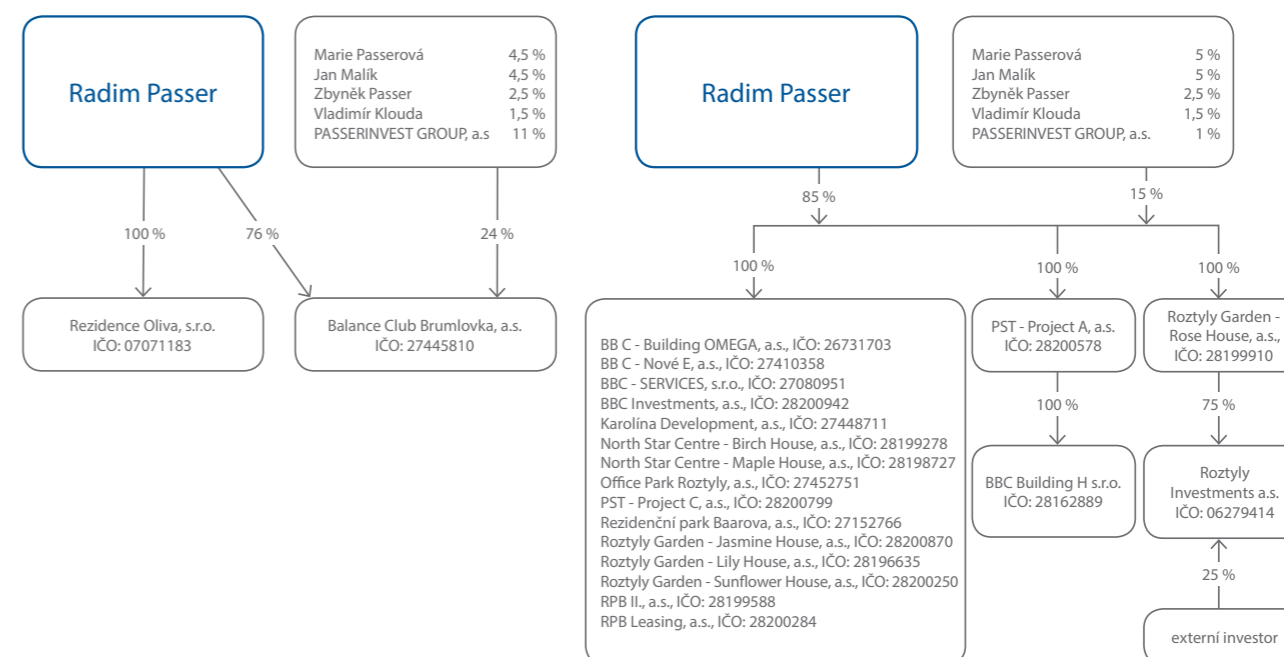 Radim Passer
Marie Passerová 4,5 %
Jan Malík 4,5 %
Zbyněk Passer 2,5 %
Vladimír Klouda 1,5 %
PASSERINVEST GROUP, a.s 11 %
100 %
76 %
24 %
Rezidence Oliva, s.r.o.
IČO: 07071183
Balance Club Brumlovka, a.s.
IČO: 27445810
Radim Passer
Marie Passerová 5 %
Jan Malík 5 %
Zbyněk Passer 2,5 %
Vladimír Klouda 1,5 %
PASSERINVEST GROUP, a.s. 1 %
85 %
15 %
100 %
100 %
100 %
BB C - Building OMEGA, a.s., IČO: 26731703
BB C - Nové E, a.s., IČO: 27410358
BBC - SERVICES, s.r.o., IČO: 27080951
BBC Investments, a.s., IČO: 28200942
Karolína Development, a.s., IČO: 27448711
North Star Centre - Birch House, a.s., IČO: 28199278
North Star Centre - Maple House, a.s., IČO: 28198727
Office Park Roztyly, a.s., IČO: 27452751
PST - Project C, a.s., IČO: 28200799
Rezidenční park Baarova, a.s., IČO: 27152766
Roztyly Garden - Jasmine House, a.s., IČO: 28200870
Roztyly Garden - Lily House, a.s., IČO: 28196635
Roztyly Garden - Sunflower House, a.s., IČO: 28200250
RPB II., a.s., IČO: 28199588
RPB Leasing, a.s., IČO: 28200284
PST - Project A, a.s.
IČO: 28200578
100 %
BBC Building H s.r.o.
IČO: 28162889
Roztyly Garden -
Rose House, a.s.,
IČO: 28199910
75 %
Roztyly
Investments a.s.
IČO: 06279414
25 %
externí investor